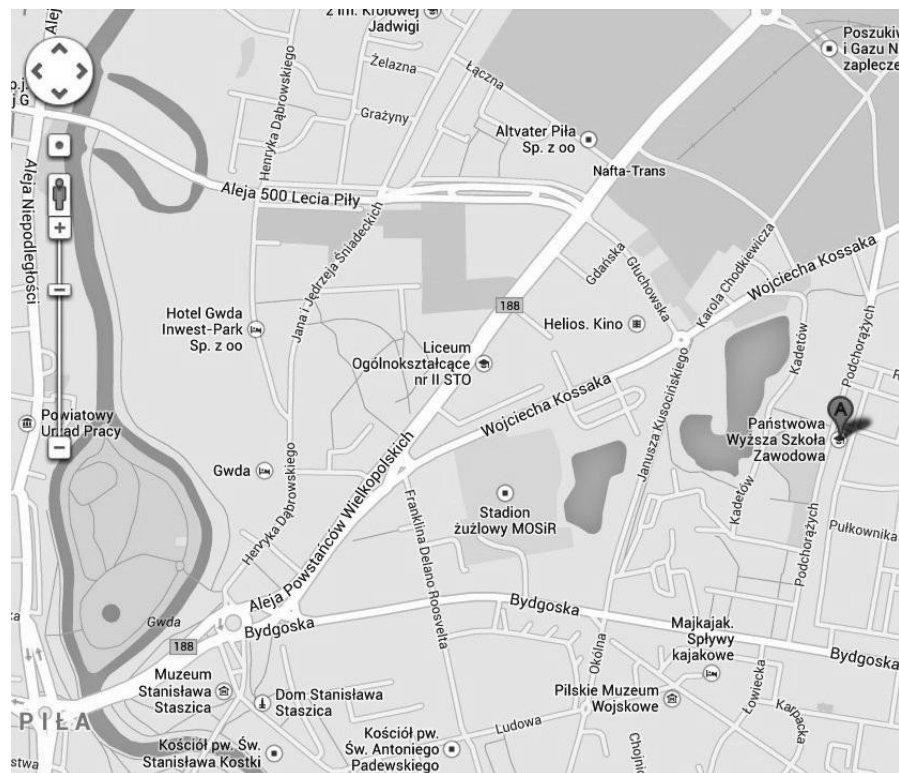 z im. Królowej
Jadwigi
Poszukiw
i Gazu N
zaplecze
Żelazna
Łączna
Grażyny
Henryka Dąbrowskiego
Altvater Piła
Sp. z oo
Nafta-Trans
Aleja 500 Lecia Piły
Aleja Niepodległości
Jana i Jędrzeja Śniadeckich
Gdańska
Głuchowska
Karola Chodkiewicza
Wojciecha Kossaka
188
Hotel Gwda
Inwest-Park
Sp. z oo
Helios. Kino
Liceum
Ogólnokształcące
nr II STO
Kadetów
Podchorążych
R
Powiatowy
Urząd Pracy
Wojciecha Kossaka
Janusza Kusocińskiego
A
Państwowa
Wyższa Szkoła
Zawodowa
Gwda
Henryka Dąbrowskiego
Aleja Powstańców Wielkopolskich
Franklina Delano Roosvelta
Stadion
żużlowy MOSiR
Kadetów
Podchorążych
Pułkownika
Gwda
188
Bydgoska
Bydgoska
Bydgoska
Majkajak.
Spływy
kajakowe
Okólna
Muzeum
Stanisława
Staszica
Dom Stanisława
Staszica
Pilskie Muzeum
Wojskowe
Łowiecka
Karpacka
PIŁA
Ludowa
Kościół pw. Św.
Stanisława Kostki
Kościół pw.
Św. Antoniego
Padewskiego
Chojnic
stwa